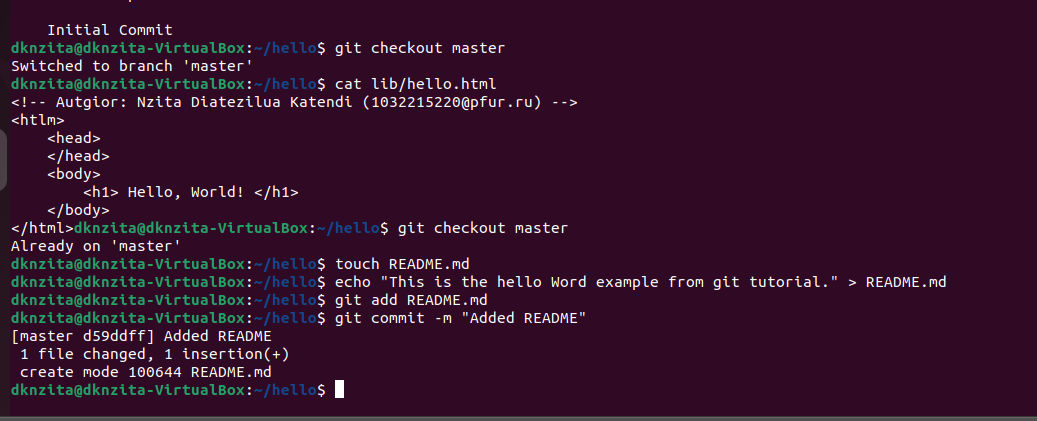 Initial Commit
dknzita@dknzita-VirtualBox:~/hello$ git checkout master
Switched to branch 'master'
dknzita@dknzita-VirtualBox:~/hello$ cat lib/hello.html
<!-- Autgior: Nzita Diatezilua Katendi (1032215220@pfur.ru) -->
<htlm>
    <head>
    </head>
    <body>
        <h1> Hello, World! </h1>
    </body>
</html>dknzita@dknzita-VirtualBox:~/hello$ git checkout master
Already on 'master'
dknzita@dknzita-VirtualBox:~/hello$ touch README.md
dknzita@dknzita-VirtualBox:~/hello$ echo "This is the hello Word example from git tutorial." > README.md
dknzita@dknzita-VirtualBox:~/hello$ git add README.md
dknzita@dknzita-VirtualBox:~/hello$ git commit -m "Added README"
[master d59ddff] Added README
 1 file changed, 1 insertion(+)
 create mode 100644 README.md
dknzita@dknzita-VirtualBox:~/hello$